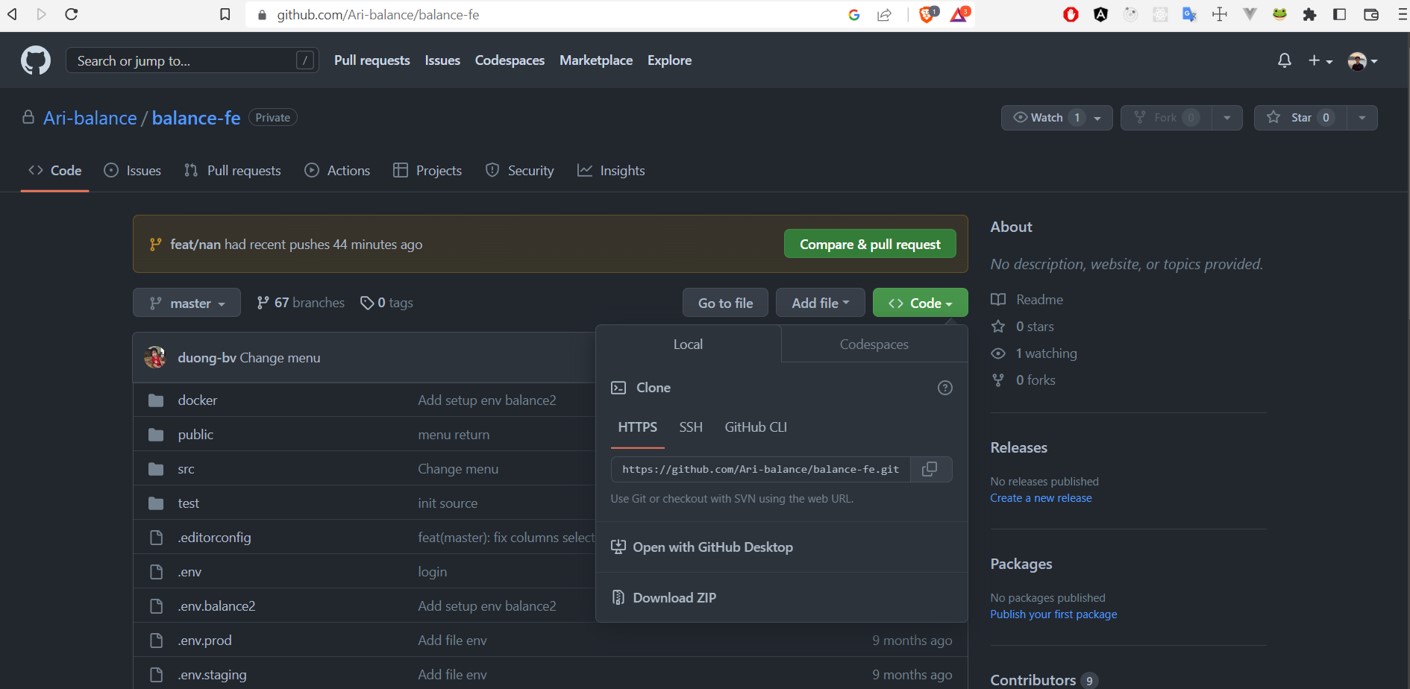 github.com/Ari-balance/balance-fe
1
3
Search or jump to...
/
Pull requests Issues Codespaces Marketplace Explore
Ari-balance / balance-fe Private
Watch 1 Fork 0 Star 0
Code Issues Pull requests Actions Projects Security Insights
feat/nan had recent pushes 44 minutes ago Compare & pull request
master 67 branches 0 tags Go to file Add file Code
duong-bv Change menu
docker Add setup env balance2
public menu return
src Change menu
test init source
.editorconfig feat(master): fix columns select
.env login
.env.balance2 Add setup env balance2
.env.prod Add file env 9 months ago
.env.staging Add file env 9 months ago
Local Codespaces
Clone
HTTPS SSH GitHub CLI
https://github.com/Ari-balance/balance-fe.git
Use Git or checkout with SVN using the web URL.
Open with GitHub Desktop
Download ZIP
About
No description, website, or topics provided.
Readme
0 stars
1 watching
0 forks
Releases
No releases published
Create a new release
Packages
No packages published
Publish your first package
Contributors 9